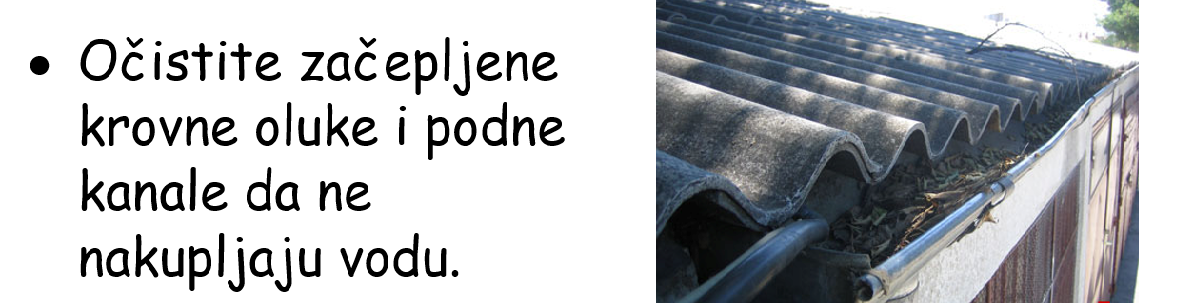 • Očistite začepljene
krovne oluke i podne
kanale da ne
nakupljaju vodu.